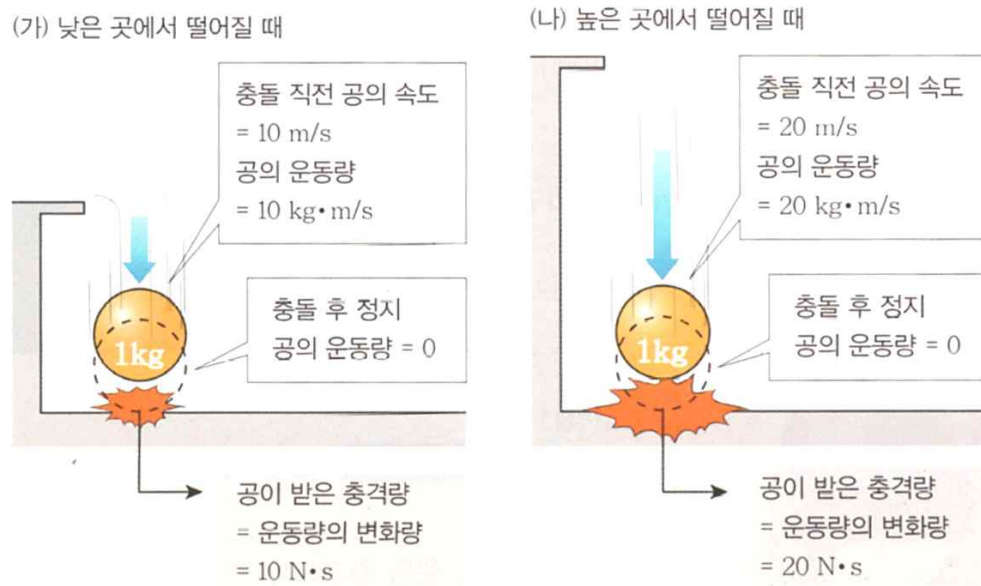 (가) 낮은 곳에서 떨어질 때
충돌 직전 공의 속도
= 10 m/s
공의 운동량
= 10 kg•m/s
1kg
충돌 후 정지
공의 운동량 = 0
공이 받은 충격량
= 운동량의 변화량
= 10 N•s
(나) 높은 곳에서 떨어질 때
충돌 직전 공의 속도
= 20 m/s
공의 운동량
= 20 kg•m/s
1kg
충돌 후 정지
공의 운동량 = 0
공이 받은 충격량
= 운동량의 변화량
= 20 N•s